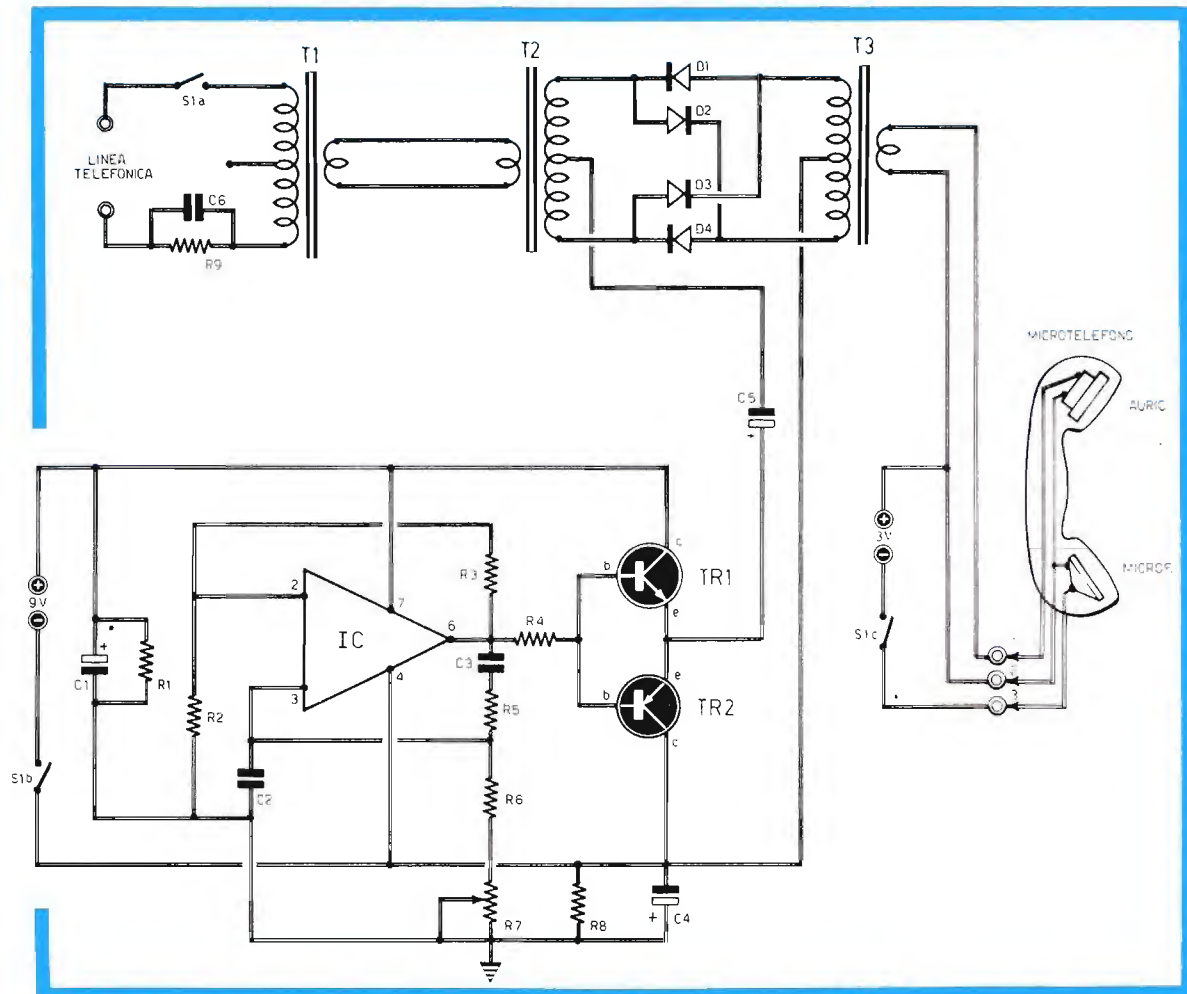 T1
T2
T3
S1a
D1
D2
D3
D4
LINEA
TELEFONICA
C6
R9
MICROTELEFONO
AURIC
MICROF.
C5
+
+
9V
-
S1b
+
C1
R1
R2
2
3
IC
7
6
4
R3
R4
C3
R5
C2
R6
R7
R8
+
C4
c
b
TR1
e
e
b
TR2
c
+
3V
-
S1c
1
2
3